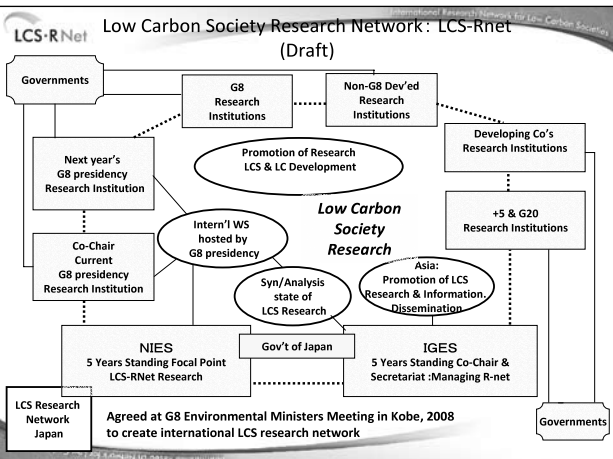 International Research Network for Low Carbon Societies
LCS·RNet
Low Carbon Society Research Network : LCS-Rnet
(Draft)
Governments
G8
Research
Institutions
Non-G8 Dev'ed
Research
Institutions
Developing Co's
Research Institutions
Next year's
G8 presidency
Research Institution
Promotion of Research
LCS & LC Development
+5 & G20
Research Institutions
Low Carbon
Society
Research
Intern'l WS
hosted by
G8 presidency
Co-Chair
Current
G8 presidency
Research Institution
Syn/Analysis
state of
LCS Research
Asia:
Promotion of LCS
Research & Information.
Dissemination
NIES
5 Years Standing Focal Point
LCS-RNet Research
Gov't of Japan
IGES
5 Years Standing Co-Chair &
Secretariat :Managing R-net
LCS Research
Network
Japan
Agreed at G8 Environmental Ministers Meeting in Kobe, 2008
to create international LCS research network
Governments